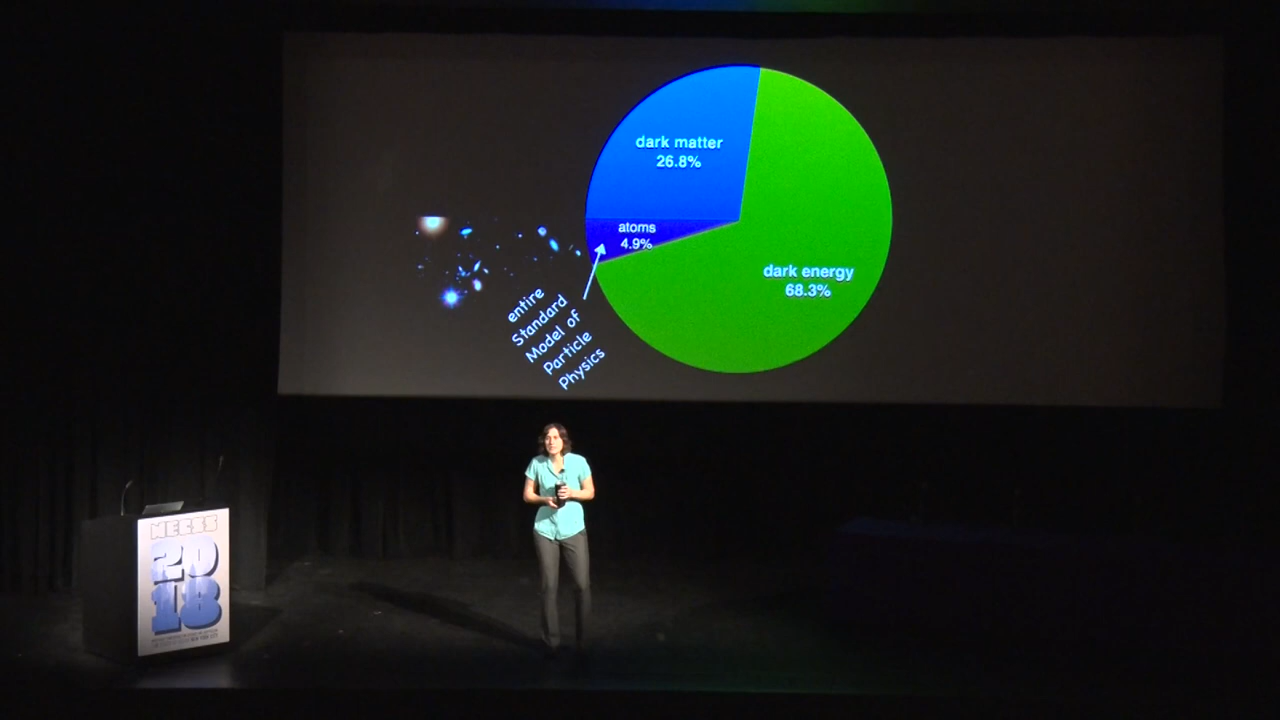 dark matter
26.8%
atoms
4.9%
dark energy
68.3%
entire
Standard
Model of
Particle
Physics
NECSS
20
18